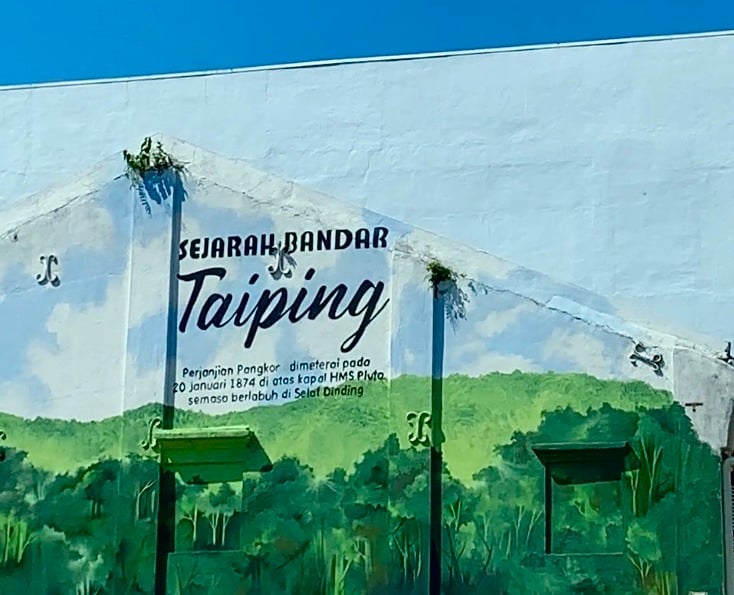 SEJARAH BANDAR
Taiping
Perjanjian Pangkor dimeterai pada
20 januari 1874 di atas kapal HMS Pluto
semasa berlabuh di Selat Dinding